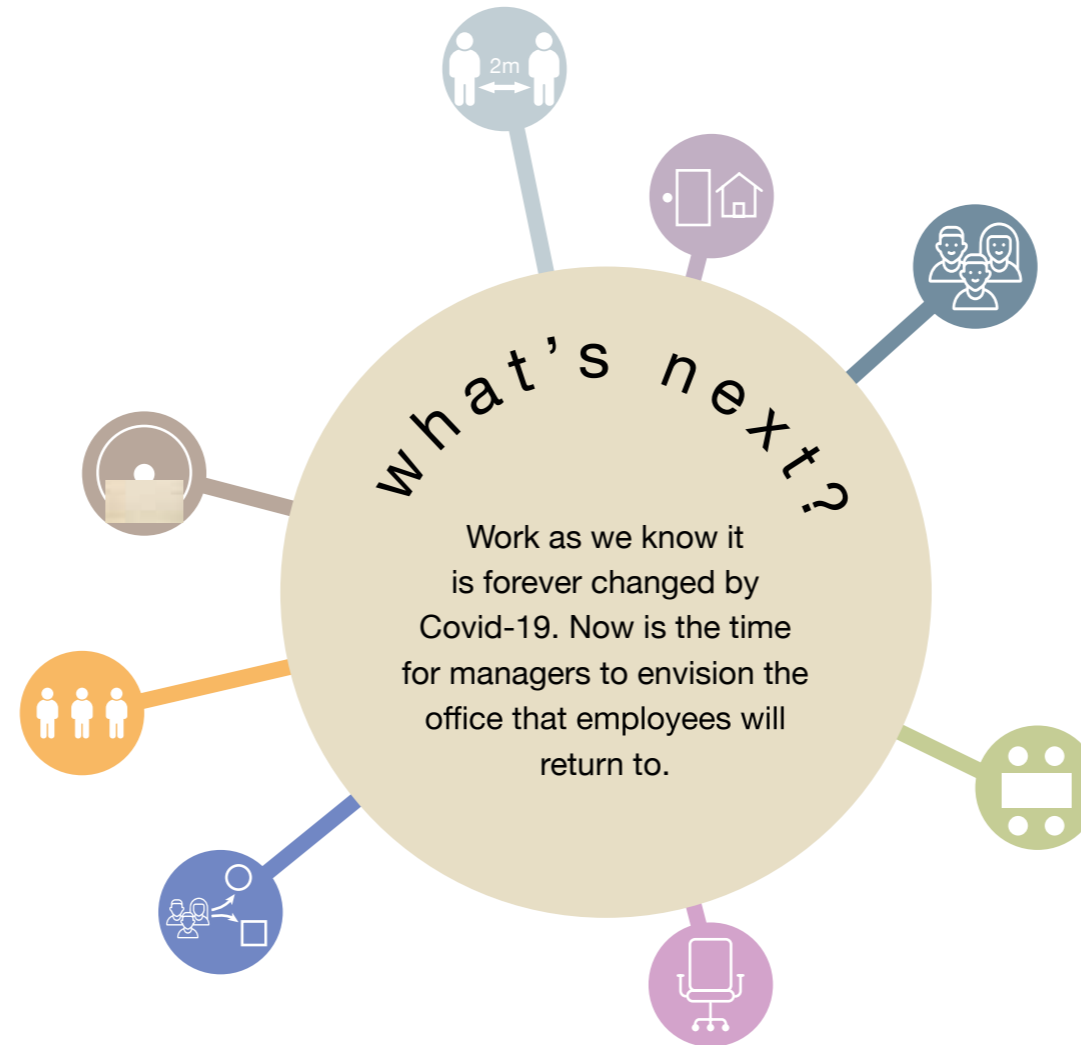 2m
what’s next?
Work as we know it
is forever changed by
Covid-19. Now is the time
for managers to envision the
office that employees will
return to.